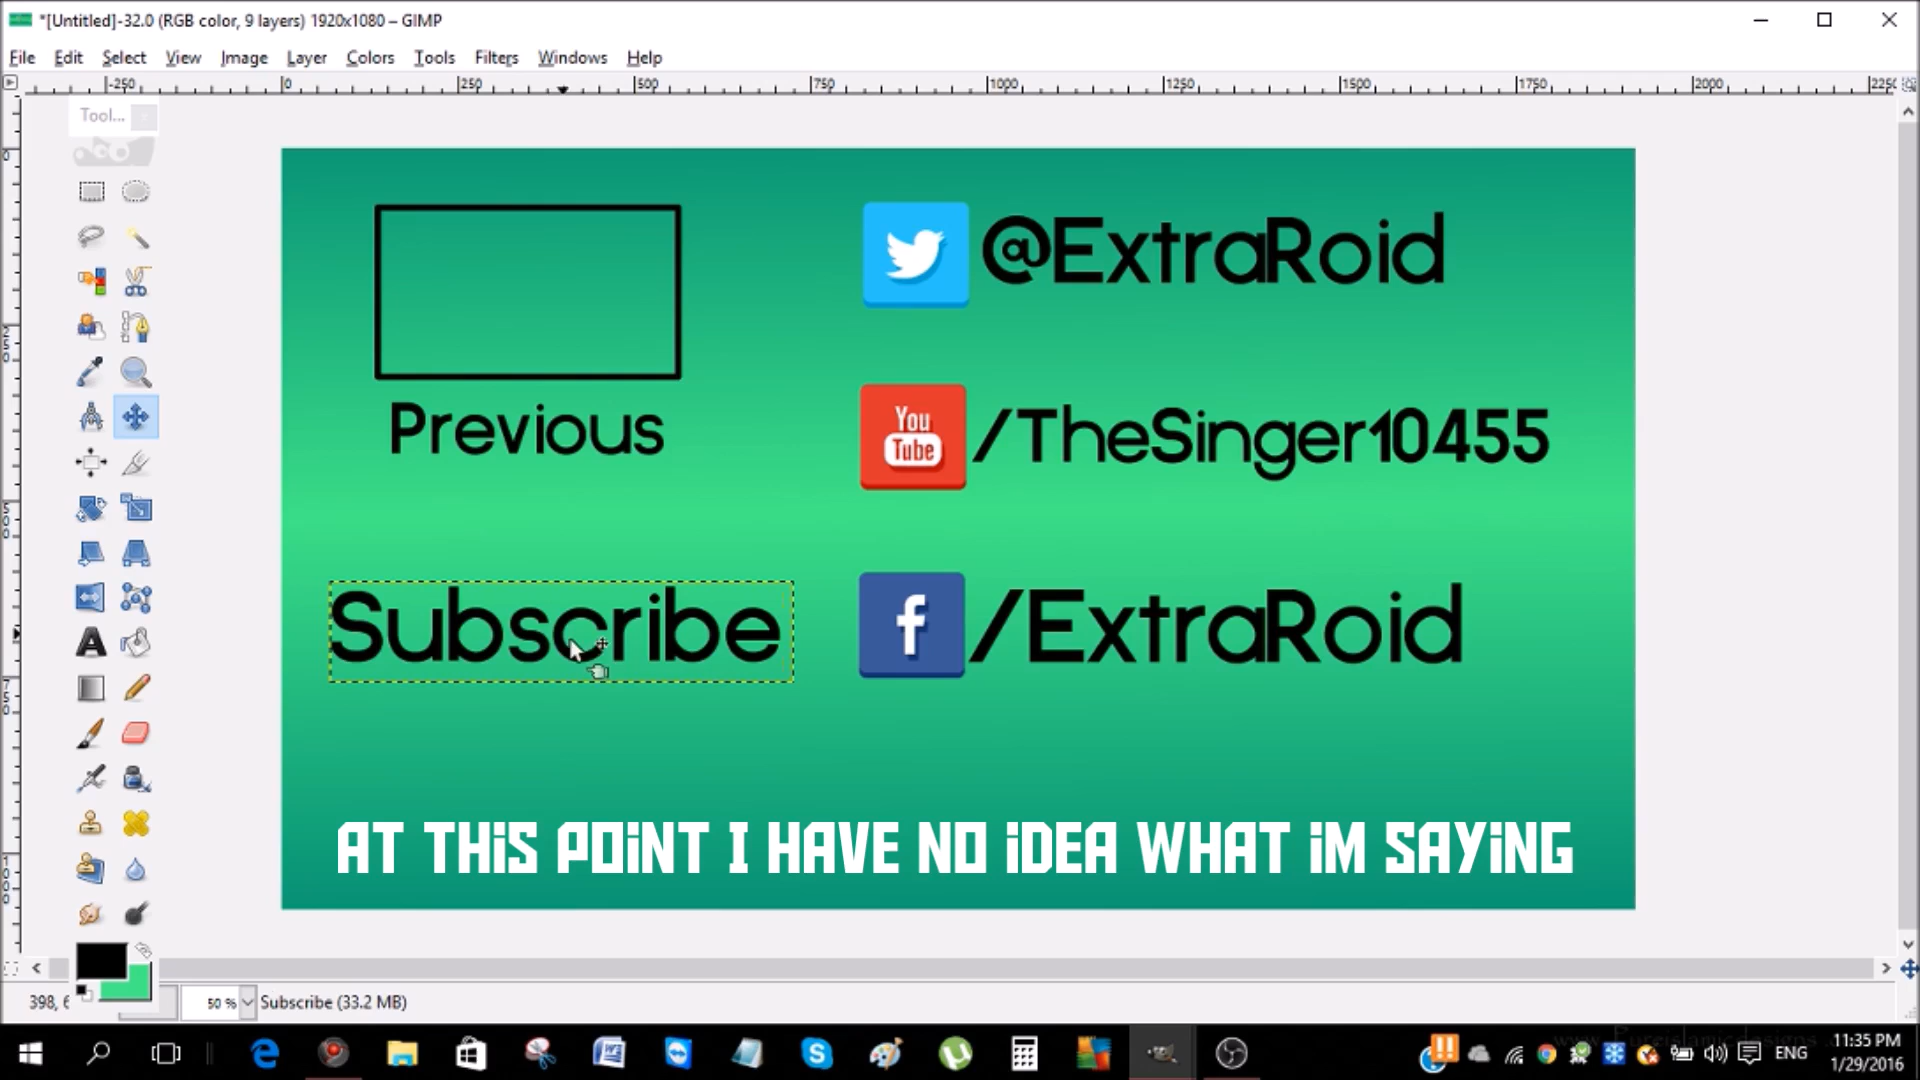 *[Untitled]-32.0 (RGB color, 9 layers) 1920x1080 – GIMP
File Edit Select View Image Layer Colors Tools Filters Windows Help
-250 0 250 500 750 1000 1250 1500 1750 2000
Tool...
@ExtraRoid
You
Tube
/TheSinger10455
Previous
Subscribe
f
/ExtraRoid
AT THIS POINT I HAVE NO IDEA WHAT IM SAYING
50 % Subscribe (33.2 MB)
ENG
11:35 PM
1/29/2016